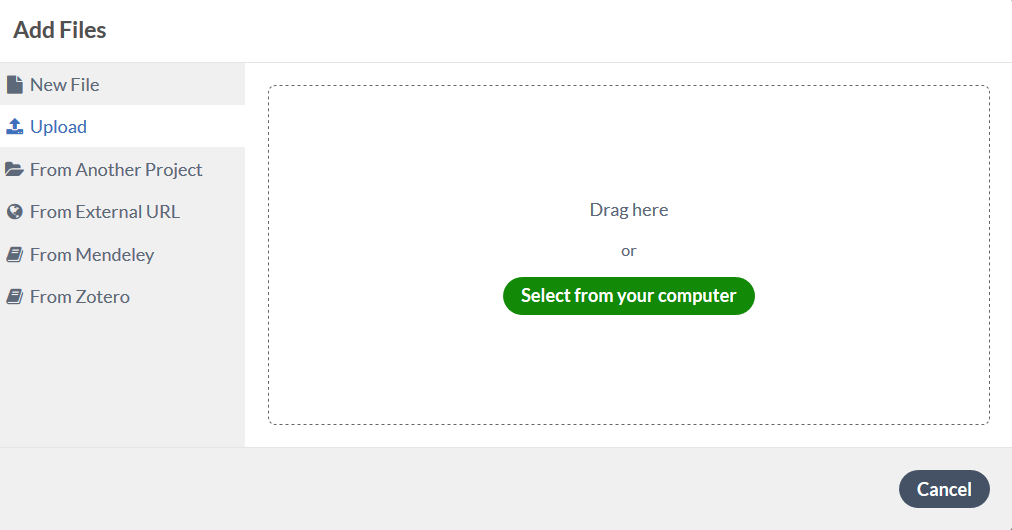 Add Files
New File
Upload
From Another Project
From External URL
From Mendeley
From Zotero
Drag here
or
Select from your computer
Cancel